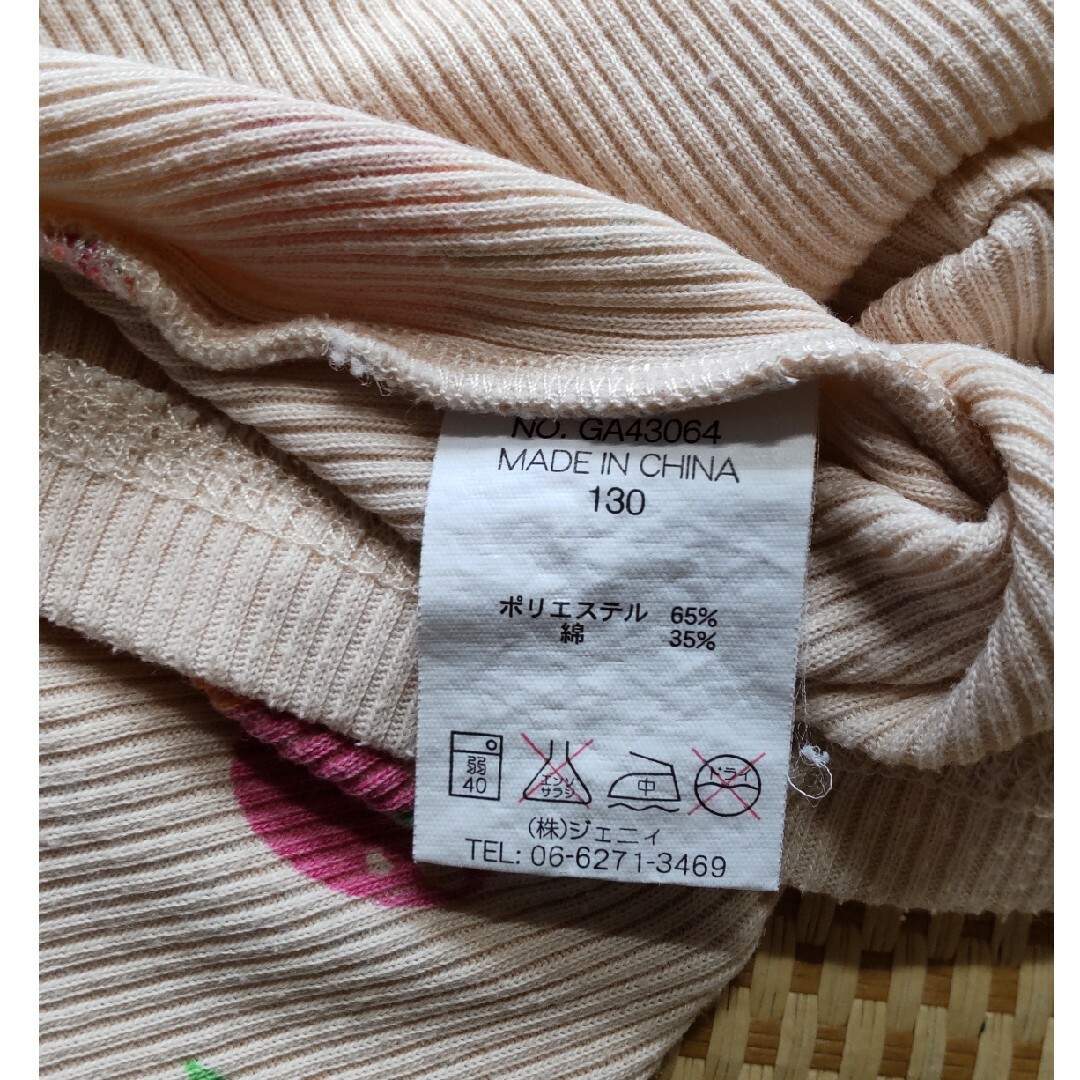 NO. GA43064
MADE IN CHINA
130
ポリエステル 65%
綿 35%
弱 40 エンソサラシ 中 ドライ
(株)ジェニィ
TEL: 06-6271-3469